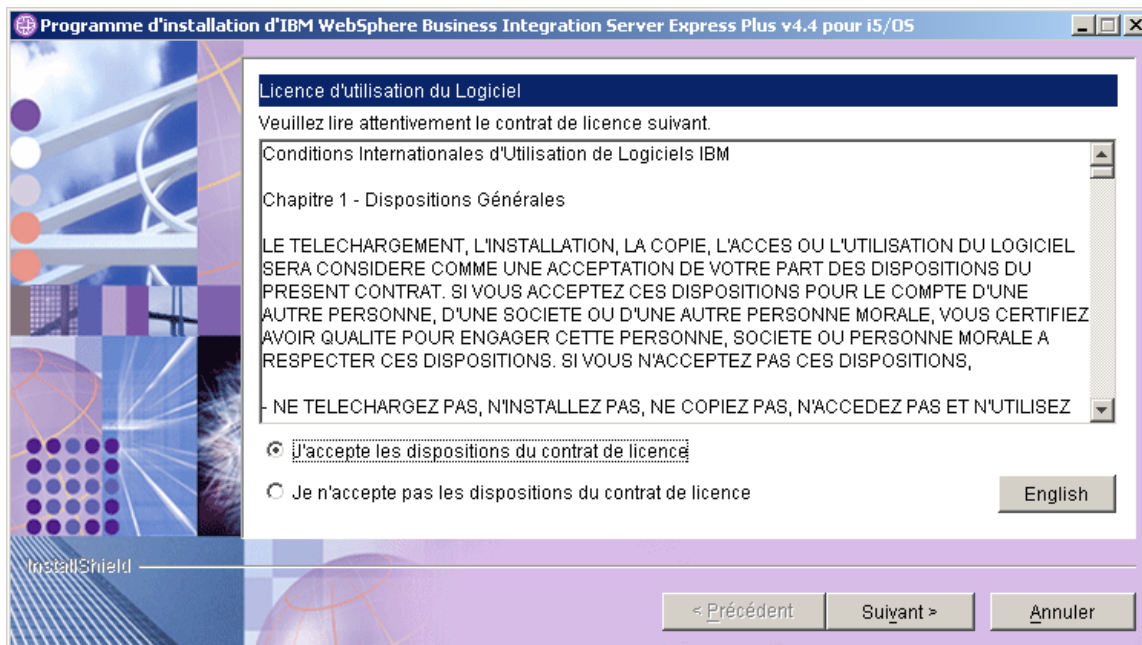 Programme d'installation d'IBM WebSphere Business Integration Server Express Plus v4.4 pour i5/OS
Licence d'utilisation du Logiciel
Veuillez lire attentivement le contrat de licence suivant.
Conditions Internationales d'Utilisation de Logiciels IBM
Chapitre 1 - Dispositions Générales
LE TELECHARGEMENT, L'INSTALLATION, LA COPIE, L'ACCES OU L'UTILISATION DU LOGICIEL
SERA CONSIDERE COMME UNE ACCEPTATION DE VOTRE PART DES DISPOSITIONS DU
PRESENT CONTRAT. SI VOUS ACCEPTEZ CES DISPOSITIONS POUR LE COMPTE D'UNE
AUTRE PERSONNE, D'UNE SOCIETE OU D'UNE AUTRE PERSONNE MORALE, VOUS CERTIFIEZ
AVOIR QUALITE POUR ENGAGER CETTE PERSONNE, SOCIETE OU PERSONNE MORALE A
RESPECTER CES DISPOSITIONS. SI VOUS N'ACCEPTEZ PAS CES DISPOSITIONS,
- NE TELECHARGEZ PAS, N'INSTALLEZ PAS, NE COPIEZ PAS, N'ACCEDEZ PAS ET N'UTILISEZ
J'accepte les dispositions du contrat de licence
Je n'accepte pas les dispositions du contrat de licence
English
InstallShield
< Précédent
Suivant >
Annuler